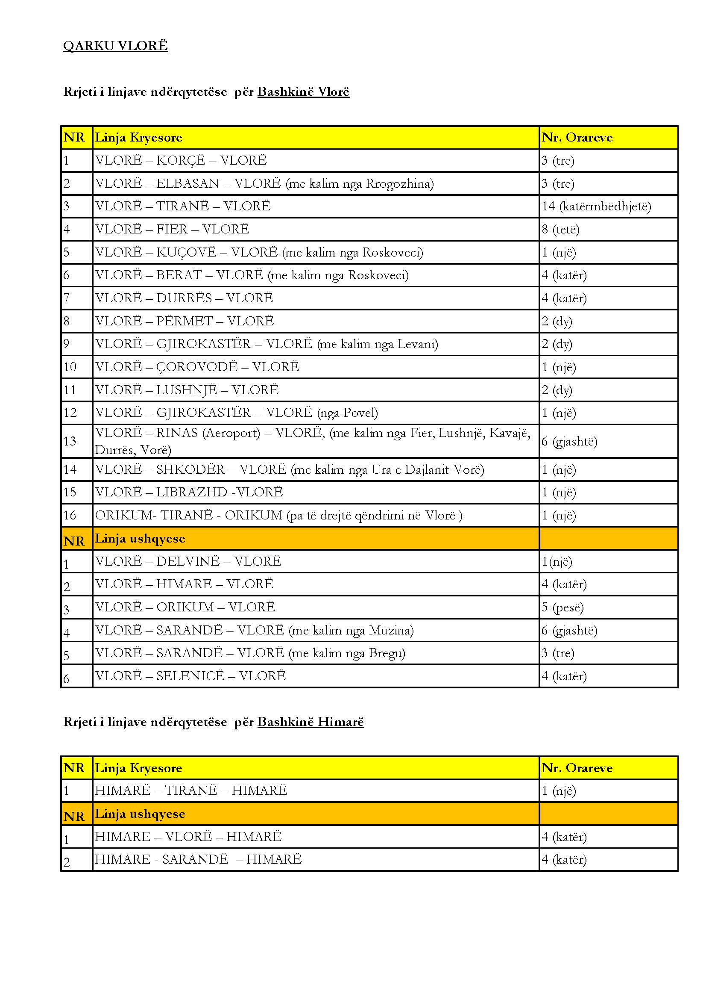 QARKU VLORË
Rrjeti i linjave ndërqytetëse për Bashkinë Vlorë
NR Linja Kryesore Nr. Orareve
1 VLORË – KORÇË – VLORË 3 (tre)
2 VLORË – ELBASAN – VLORË (me kalim nga Rrogozhina) 3 (tre)
3 VLORË – TIRANË – VLORË 14 (katërmbëdhjetë)
4 VLORË – FIER – VLORË 8 (tetë)
5 VLORË – KUÇOVË – VLORË (me kalim nga Roskoveci) 1 (një)
6 VLORË – BERAT – VLORË (me kalim nga Roskoveci) 4 (katër)
7 VLORË – DURRËS – VLORË 4 (katër)
8 VLORË – PËRMET – VLORË 2 (dy)
9 VLORË – GJIROKASTËR – VLORË (me kalim nga Levani) 2 (dy)
10 VLORË – ÇOROVODË – VLORË 1 (një)
11 VLORË – LUSHNJË – VLORË 2 (dy)
12 VLORË – GJIROKASTËR – VLORË (nga Povel) 1 (një)
13 VLORË – RINAS (Aeroport) – VLORË, (me kalim nga Fier, Lushnjë, Kavajë,
Durrës, Vorë) 6 (gjashtë)
14 VLORË – SHKODËR – VLORË (me kalim nga Ura e Dajlanit-Vorë) 1 (një)
15 VLORË – LIBRAZHD -VLORË 1 (një)
16 ORIKUM- TIRANË - ORIKUM (pa të drejtë qëndrimi në Vlorë ) 1 (një)
NR Linja ushqyese
1 VLORË – DELVINË – VLORË 1(një)
2 VLORË – HIMARE – VLORË 4 (katër)
3 VLORË – ORIKUM – VLORË 5 (pesë)
4 VLORË – SARANDË – VLORË (me kalim nga Muzina) 6 (gjashtë)
5 VLORË – SARANDË – VLORË (me kalim nga Bregu) 3 (tre)
6 VLORË – SELENICË – VLORË 4 (katër)
Rrjeti i linjave ndërqytetëse për Bashkinë Himarë
NR Linja Kryesore Nr. Orareve
1 HIMARË – TIRANË – HIMARË 1 (një)
NR Linja ushqyese
1 HIMARE – VLORË – HIMARË 4 (katër)
2 HIMARE - SARANDË – HIMARË 4 (katër)